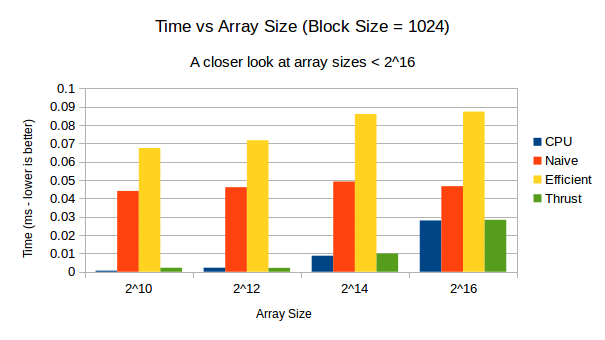 Time vs Array Size (Block Size = 1024)
A closer look at array sizes < 2^16
Time (ms - lower is better)
0.1
0.09
0.08
0.07
0.06
0.05
0.04
0.03
0.02
0.01
0
2^10
2^12
2^14
2^16
Array Size
CPU
Naive
Efficient
Thrust